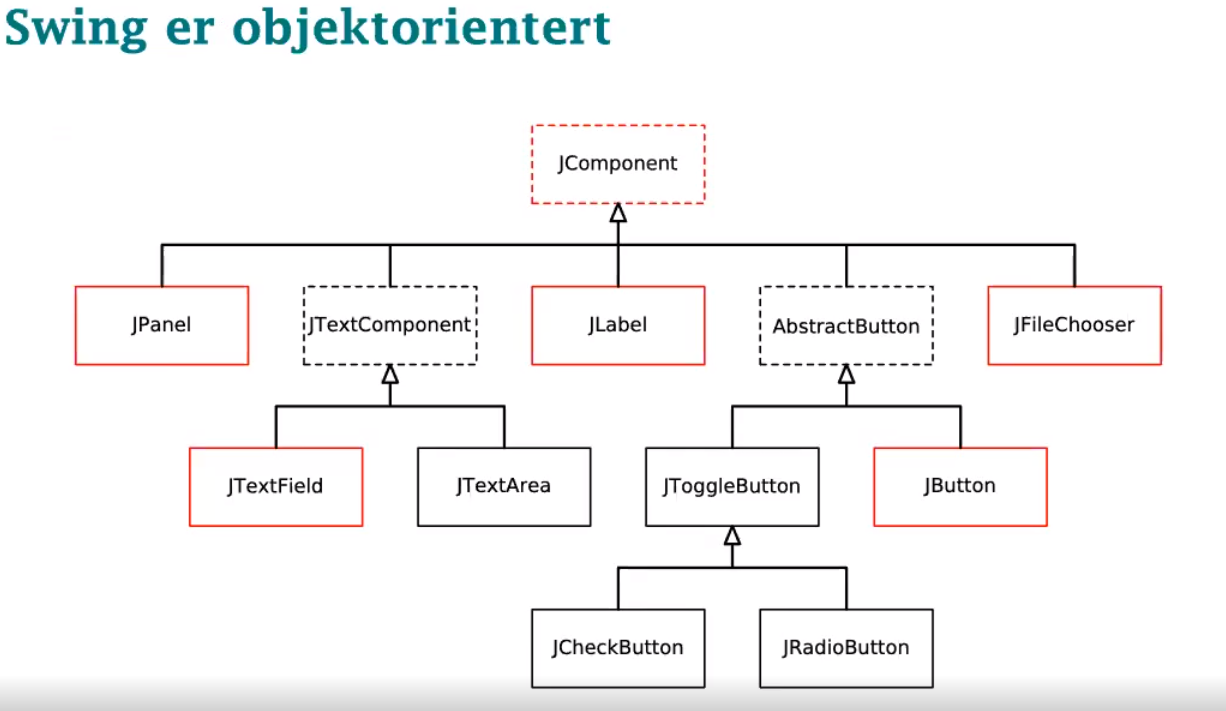 Swing er objektorientert
JComponent
JPanel
JTextComponent
JLabel
AbstractButton
JFileChooser
JTextField
JTextArea
JToggleButton
JButton
JCheckButton
JRadioButton